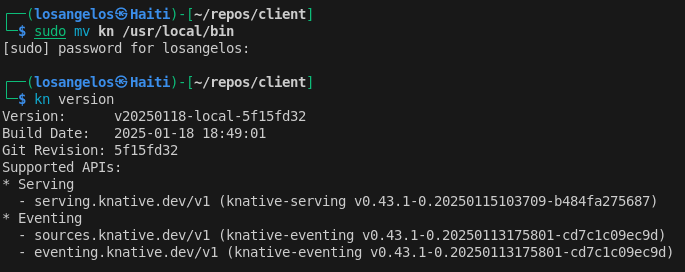 ┌──(losangelos㉿Haiti)-[~/repos/client]
└─$ sudo mv kn /usr/local/bin
[sudo] password for losangelos:
┌──(losangelos㉿Haiti)-[~/repos/client]
└─$ kn version
Version:      v20250118-local-5f15fd32
Build Date:   2025-01-18 18:49:01
Git Revision: 5f15fd32
Supported APIs:
* Serving
  - serving.knative.dev/v1 (knative-serving v0.43.1-0.20250115103709-b484fa275687)
* Eventing
  - sources.knative.dev/v1 (knative-eventing v0.43.1-0.20250113175801-cd7c1c09ec9d)
  - eventing.knative.dev/v1 (knative-eventing v0.43.1-0.20250113175801-cd7c1c09ec9d)